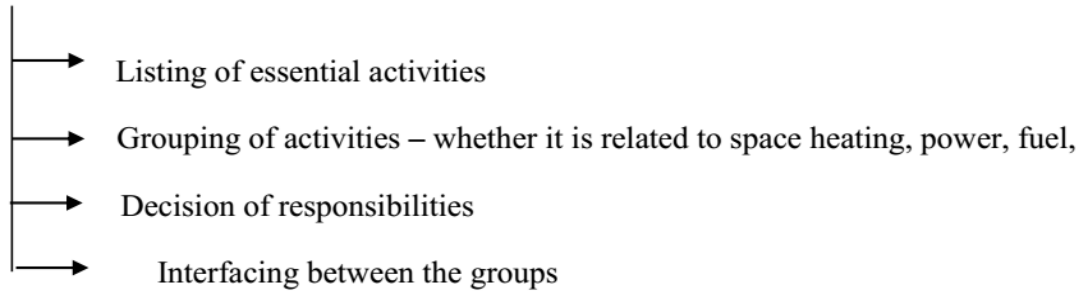 Listing of essential activities
Grouping of activities – whether it is related to space heating, power, fuel,
Decision of responsibilities
Interfacing between the groups